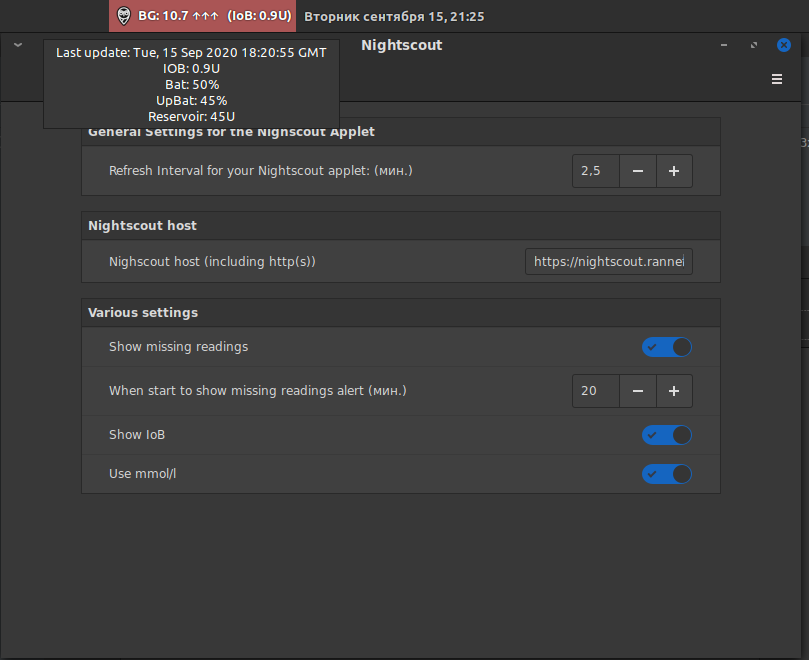 BG: 10.7 ↑↑↑ (IoB: 0.9U) Вторник сентября 15, 21:25
Nightscout
Last update: Tue, 15 Sep 2020 18:20:55 GMT
IOB: 0.9U
Bat: 50%
UpBat: 45%
Reservoir: 45U
General Settings for the Nighscout Applet
Refresh Interval for your Nightscout applet: (мин.) 2,5 − +
Nightscout host
Nighscout host (including http(s)) https://nightscout.rannei
Various settings
Show missing readings
When start to show missing readings alert (мин.) 20 − +
Show IoB
Use mmol/l